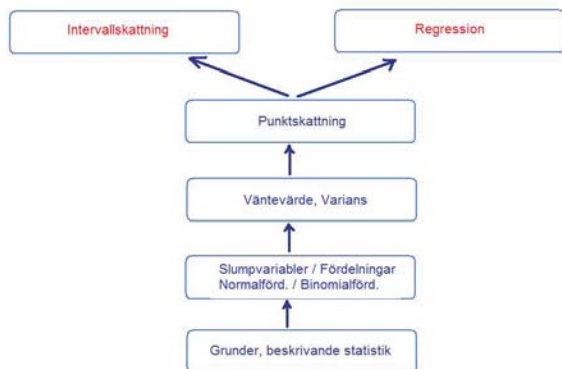 Intervallskattning
Regression
Punktskattning
Väntevärde, Varians
Slumpvariabler / Fördelningar
Normalförd. / Binomialförd.
Grunder, beskrivande statistik